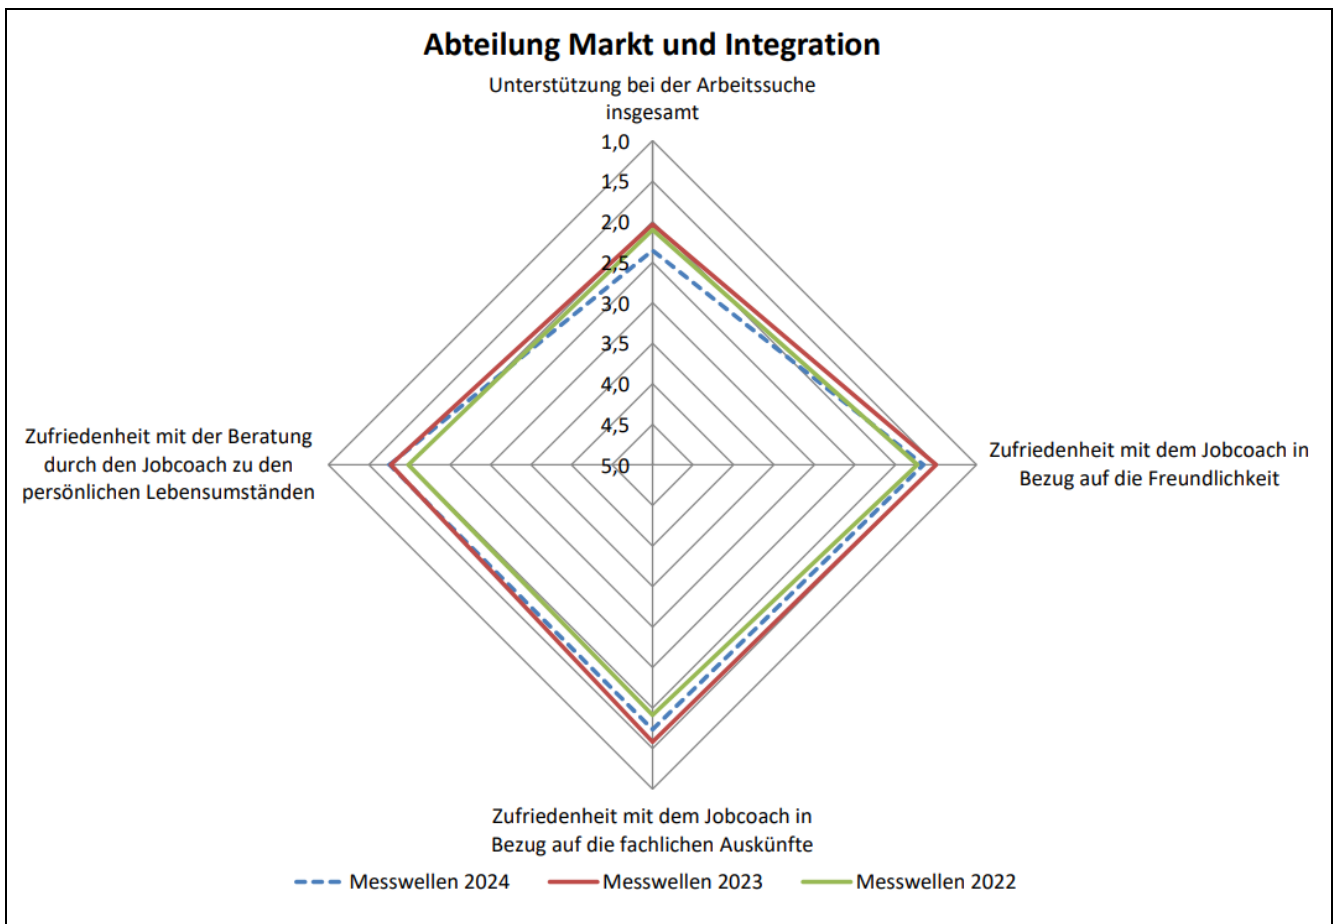 Abteilung Markt und Integration
Unterstützung bei der Arbeitssuche
insgesamt
1,0
1,5
2,0
2,5
3,0
3,5
4,0
4,5
5,0
Zufriedenheit mit der Beratung
durch den Jobcoach zu den
persönlichen Lebensumständen
Zufriedenheit mit dem Jobcoach in
Bezug auf die Freundlichkeit
Zufriedenheit mit dem Jobcoach in
Bezug auf die fachlichen Auskünfte
Messwellen 2024 Messwellen 2023 Messwellen 2022